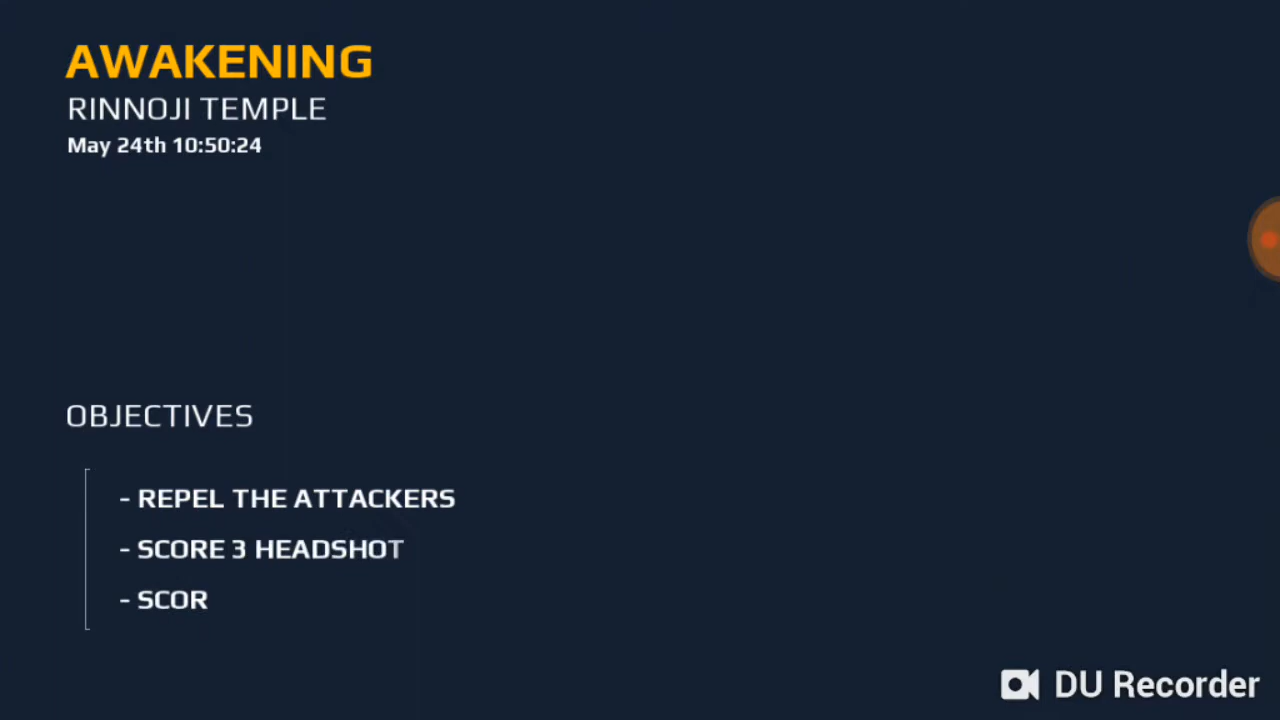 AWAKENING
RINNOJI TEMPLE
May 24th 10:50:24
OBJECTIVES
- REPEL THE ATTACKERS
- SCORE 3 HEADSHOT
- SCOR
DU Recorder